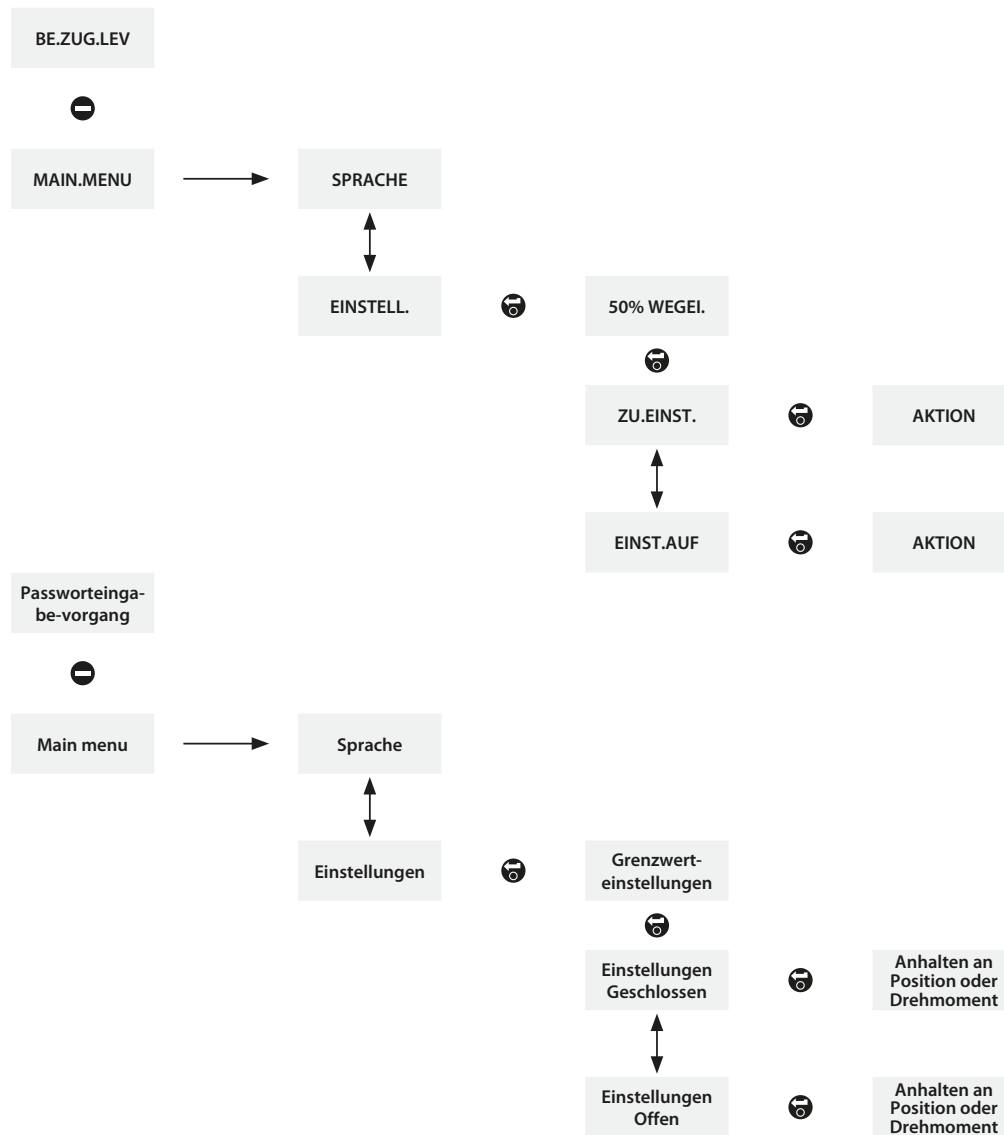 BE.ZUG.LEV
MAIN.MENU
SPRACHE
EINSTELL.
50% WEGEI.
ZU.EINST.
AKTION
EINST.AUF
AKTION
Passworteinga-
be-vorgang
Main menu
Sprache
Einstellungen
Grenzwert-
einstellungen
Einstellungen
Geschlossen
Anhalten an
Position oder
Drehmoment
Einstellungen
Offen
Anhalten an
Position oder
Drehmoment